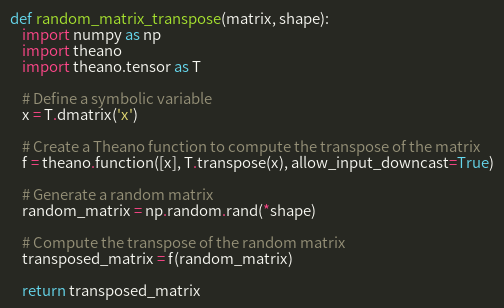 def random_matrix_transpose(matrix, shape):
    import numpy as np
    import theano
    import theano.tensor as T
    # Define a symbolic variable
    x = T.dmatrix('x')
    # Create a Theano function to compute the transpose of the matrix
    f = theano.function([x], T.transpose(x), allow_input_downcast=True)
    # Generate a random matrix
    random_matrix = np.random.rand(*shape)
    # Compute the transpose of the random matrix
    transposed_matrix = f(random_matrix)
    return transposed_matrix